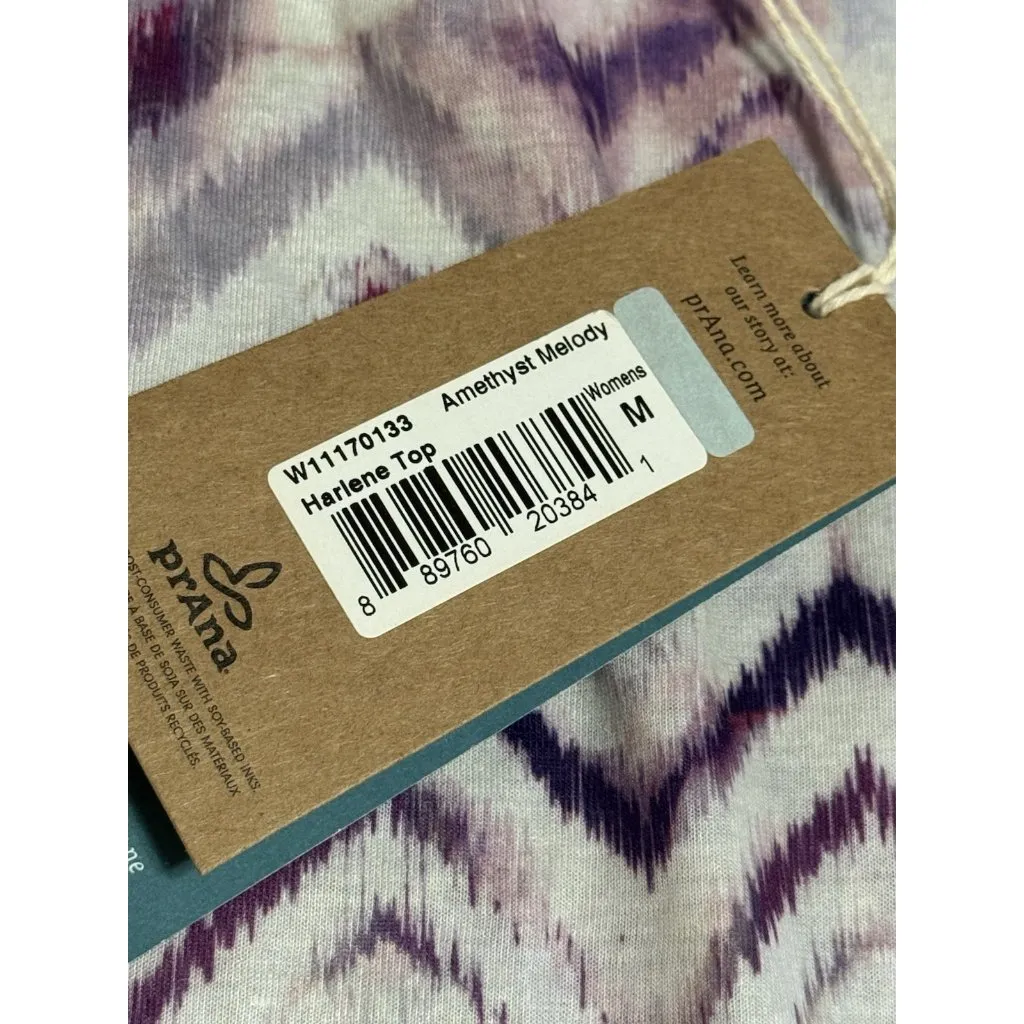 Learn more about
our story at:
prAna.com
W11170133 Amethyst Melody
Harlene Top Womens
M
8 89760 20384 1
prAna
POST-CONSUMER WASTE WITH SOY-BASED INKS.
À BASE DE SOJA SUR DES MATÉRIAUX
DE PRODUITS RECYCLÉS.